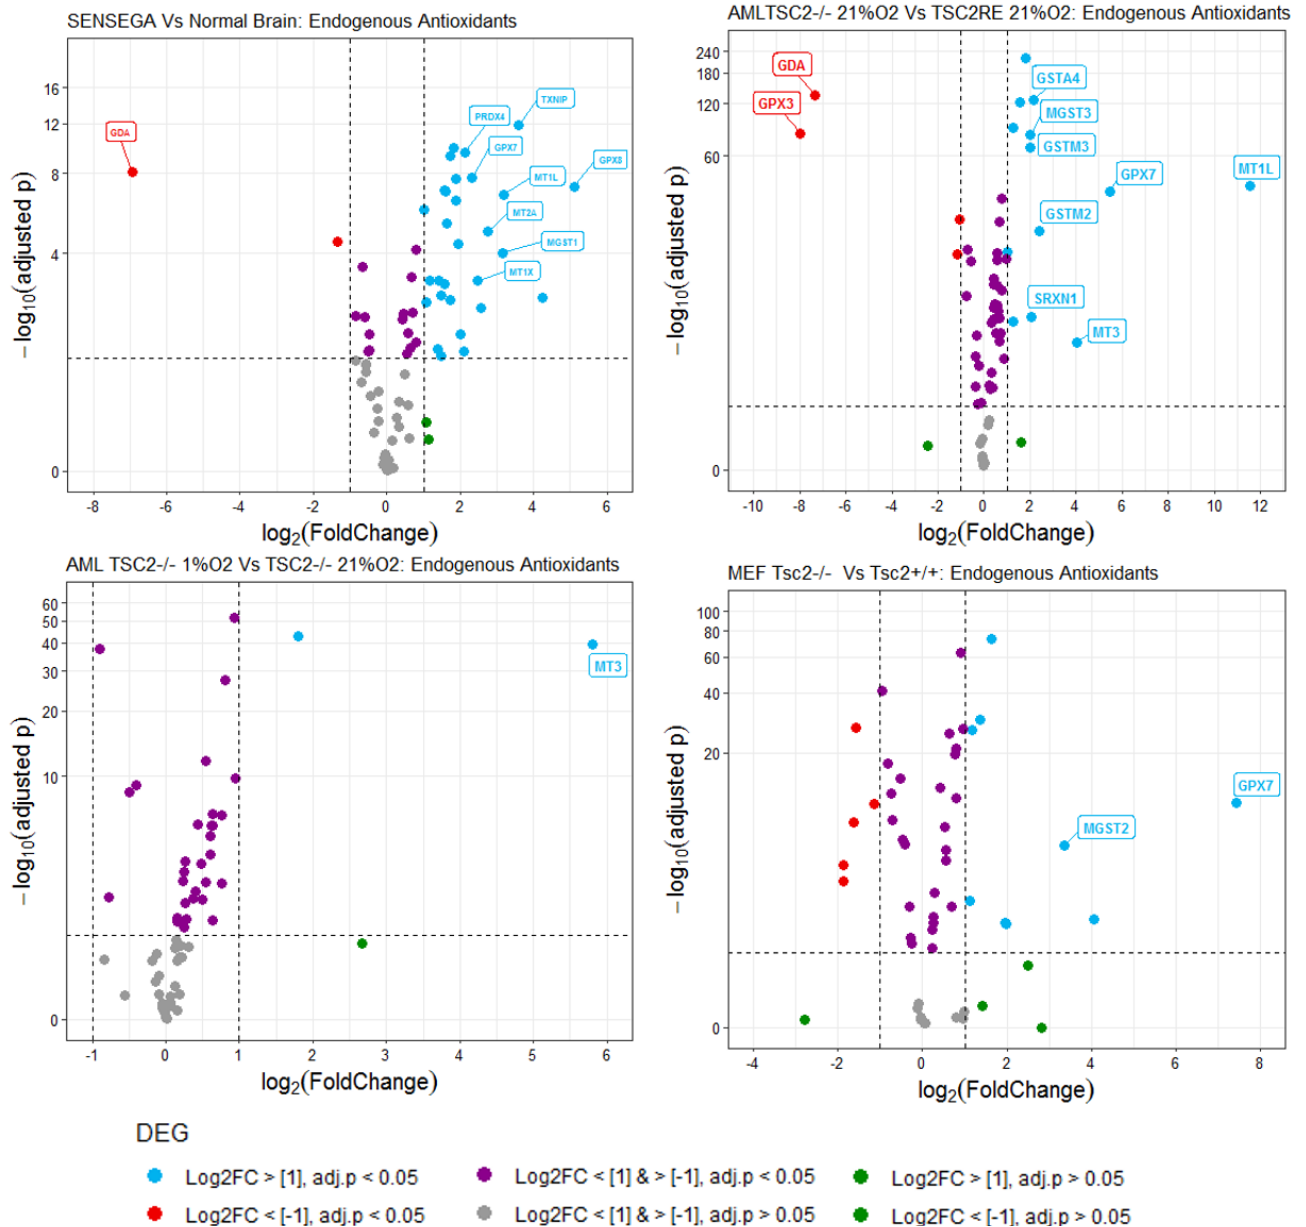 SENSEGA Vs Normal Brain: Endogenous Antioxidants
− log10(adjusted p)
16
12
8
4
0
GDA
TXNIP
PRDX4
GPX7
GPX8
MT1L
MT2A
MGST1
MT1X
-8 -6 -4 -2 0 2 4 6
log2(FoldChange)
AMLTSC2-/- 21%O2 Vs TSC2RE 21%O2: Endogenous Antioxidants
− log10(adjusted p)
240
180
120
60
0
GDA
GPX3
GSTA4
MGST3
GSTM3
GPX7
MT1L
GSTM2
SRXN1
MT3
-10 -8 -6 -4 -2 0 2 4 6 8 10 12
log2(FoldChange)
AML TSC2-/- 1%O2 Vs TSC2-/- 21%O2: Endogenous Antioxidants
− log10(adjusted p)
60
50
40
30
20
10
0
MT3
-1 0 1 2 3 4 5 6
log2(FoldChange)
MEF Tsc2-/- Vs Tsc2+/+: Endogenous Antioxidants
− log10(adjusted p)
100
80
60
40
20
0
GPX7
MGST2
-4 -2 0 2 4 6 8
log2(FoldChange)
DEG
Log2FC > [1], adj.p < 0.05
Log2FC < [1] & > [-1], adj.p < 0.05
Log2FC > [1], adj.p > 0.05
Log2FC < [-1], adj.p < 0.05
Log2FC < [1] & > [-1], adj.p > 0.05
Log2FC < [-1], adj.p > 0.05